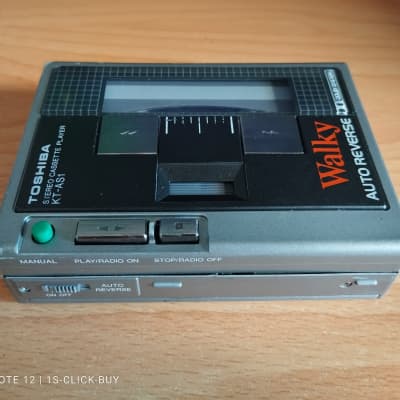 TOSHIBA
STEREO CASSETTE PLAYER
KT-AS1
Walky
AUTO REVERSE
MANUAL
PLAY/RADIO ON
STOP/RADIO OFF
ON OFF
AUTO
REVERSE
OTE 12 | 1S-CLICK-BUY